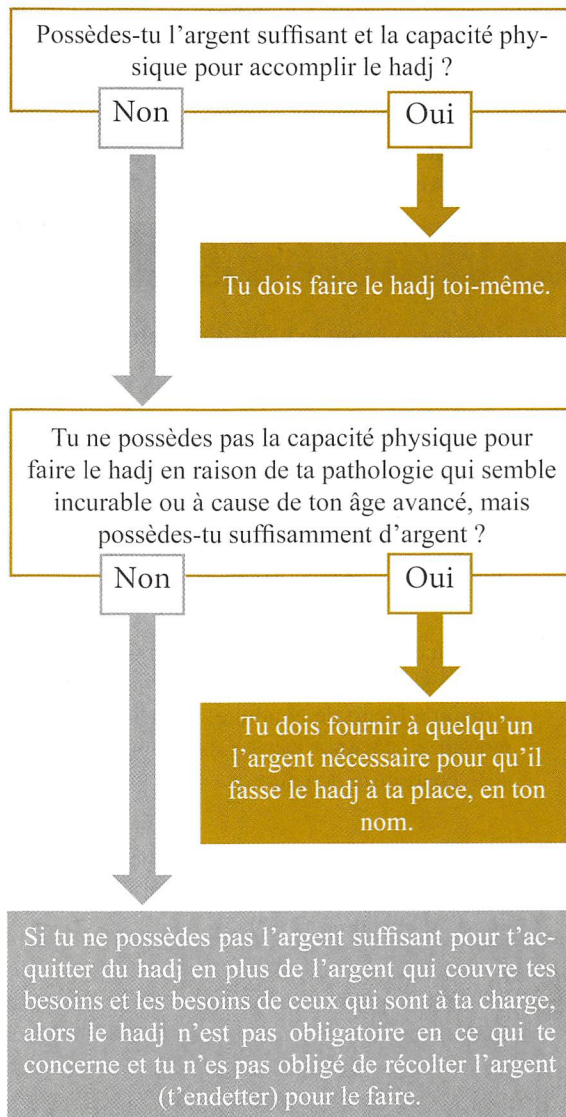 Possèdes-tu l'argent suffisant et la capacité phy-
sique pour accomplir le hadj ?
Non
Oui
Tu dois faire le hadj toi-même.
Tu ne possèdes pas la capacité physique pour
faire le hadj en raison de ta pathologie qui semble
incurable ou à cause de ton âge avancé, mais
possèdes-tu suffisamment d'argent ?
Non
Oui
Tu dois fournir à quelqu'un
l'argent nécessaire pour qu'il
fasse le hadj à ta place, en ton
nom.
Si tu ne possèdes pas l'argent suffisant pour t'ac-
quitter du hadj en plus de l'argent qui couvre tes
besoins et les besoins de ceux qui sont à ta charge,
alors le hadj n'est pas obligatoire en ce qui te
concerne et tu n'es pas obligé de récolter l'argent
(t'endetter) pour le faire.